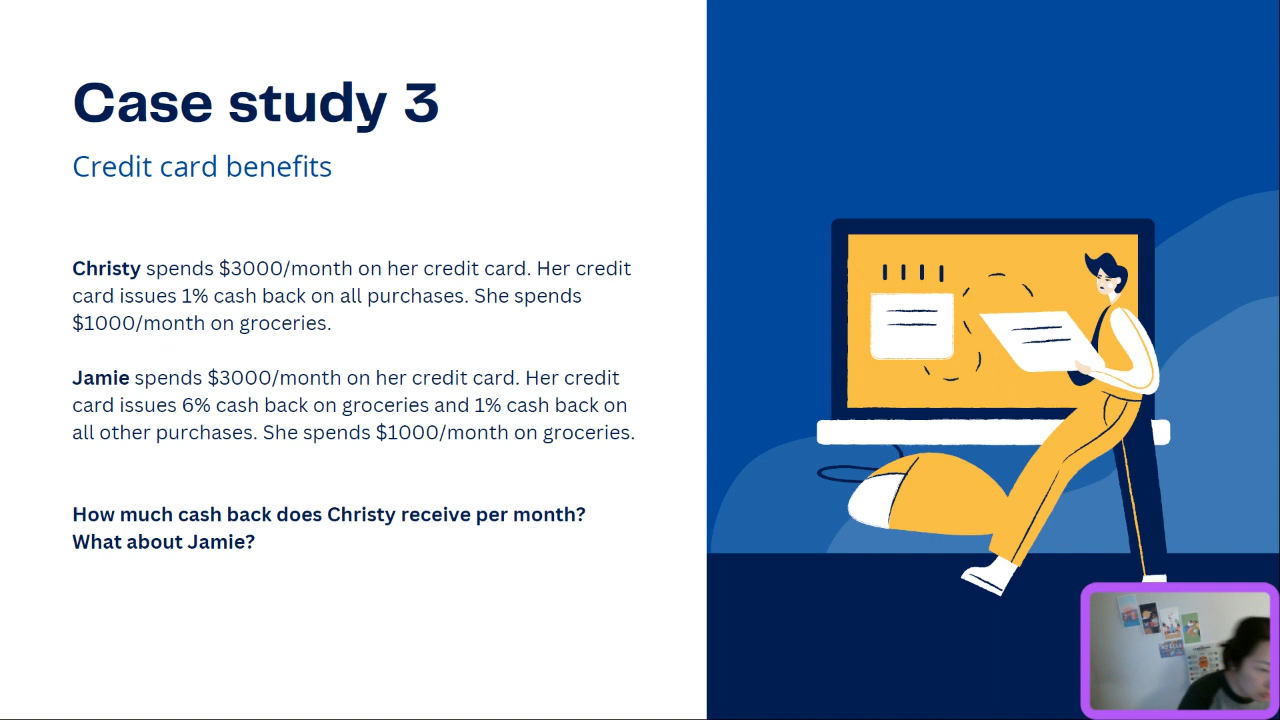 Case study 3
Credit card benefits
Christy spends $3000/month on her credit card. Her credit
card issues 1% cash back on all purchases. She spends
$1000/month on groceries.
Jamie spends $3000/month on her credit card. Her credit
card issues 6% cash back on groceries and 1% cash back on
all other purchases. She spends $1000/month on groceries.
How much cash back does Christy receive per month?
What about Jamie?